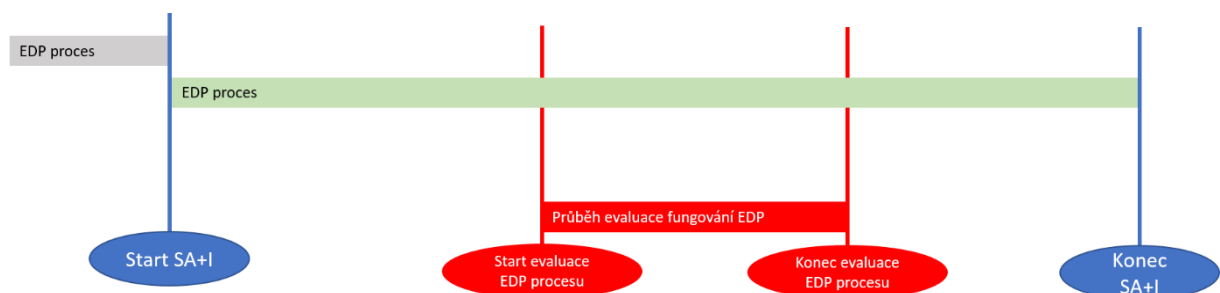 EDP proces
EDP proces
Průběh evaluace fungování EDP
Start SA+I
Start evaluace
EDP procesu
Konec evaluace
EDP procesu
Konec
SA+I